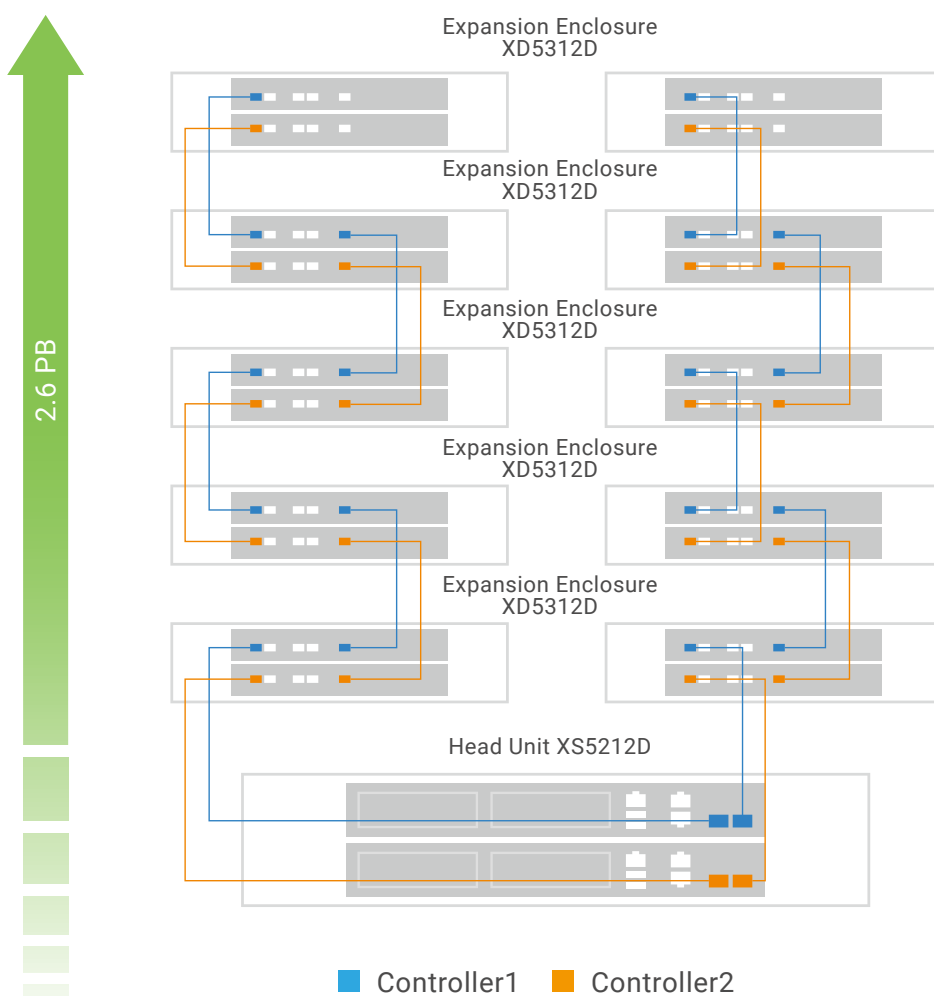 Expansion Enclosure
XD5312D
Expansion Enclosure
XD5312D
Expansion Enclosure
XD5312D
2.6 PB
Expansion Enclosure
XD5312D
Expansion Enclosure
XD5312D
Head Unit XS5212D
Controller1
Controller2